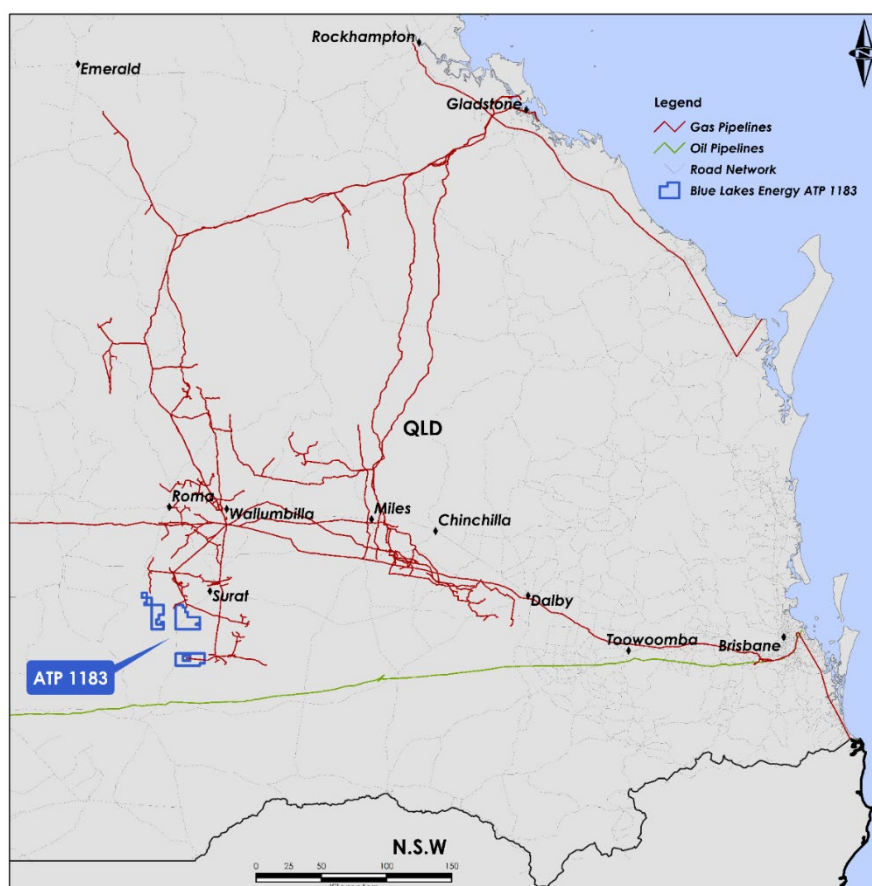 Rockhampton
Emerald
Gladstone
Legend
Gas Pipelines
Oil Pipelines
Road Network
Blue Lakes Energy ATP 1183
QLD
Roma
Wallumbilla
Miles
Chinchilla
Surat
Dalby
Toowoomba
Brisbane
ATP 1183
N.S.W
0 25 50 100 150